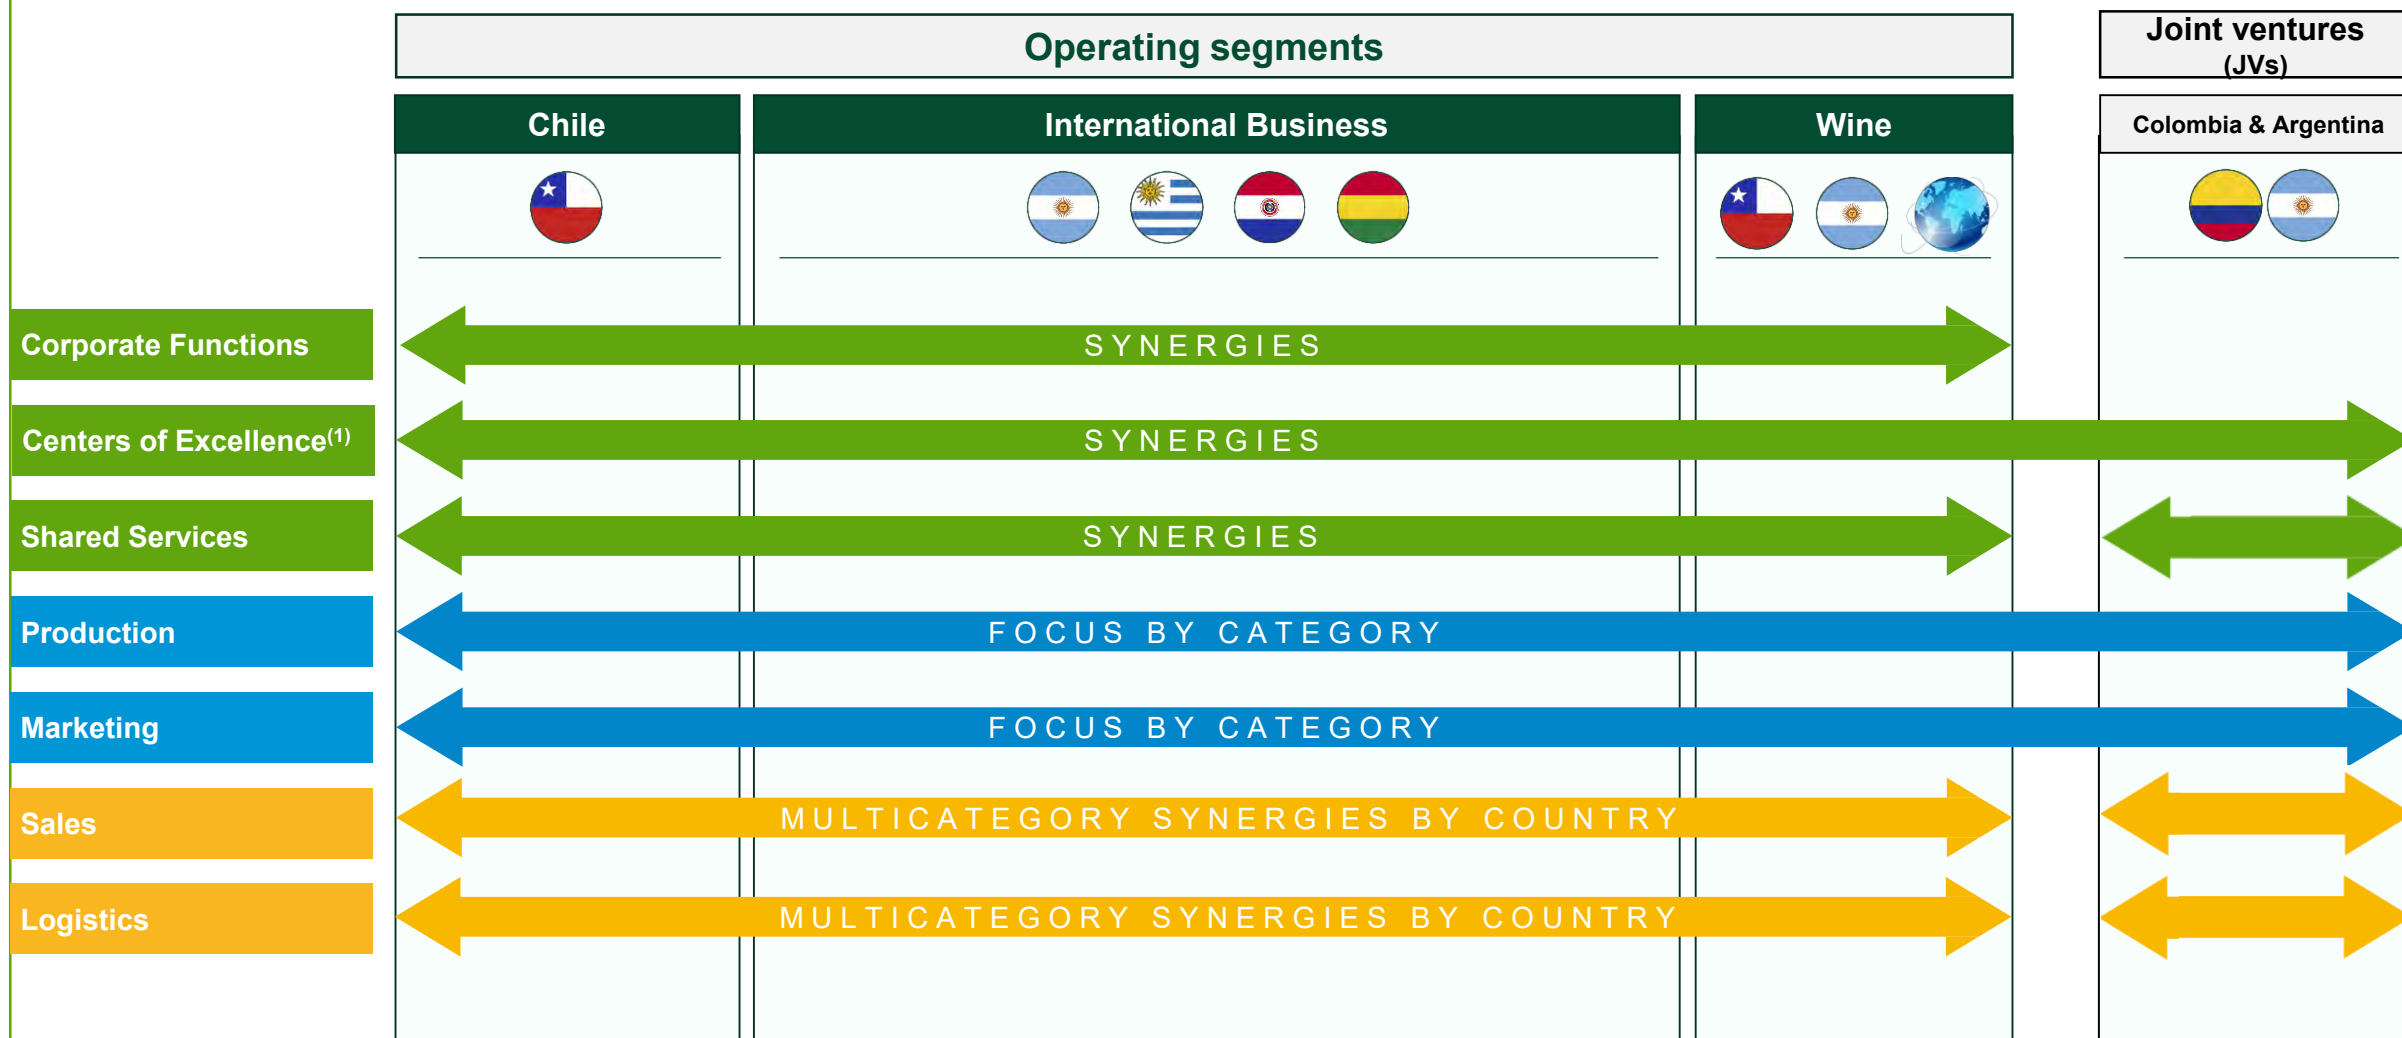 Operating segments
Joint ventures
(JVs)
Chile
International Business
Wine
Colombia & Argentina
Corporate Functions
SYNERGIES
Centers of Excellence(1)
SYNERGIES
Shared Services
SYNERGIES
Production
FOCUS BY CATEGORY
Marketing
FOCUS BY CATEGORY
Sales
MULTICATEGORY SYNERGIES BY COUNTRY
Logistics
MULTICATEGORY SYNERGIES BY COUNTRY